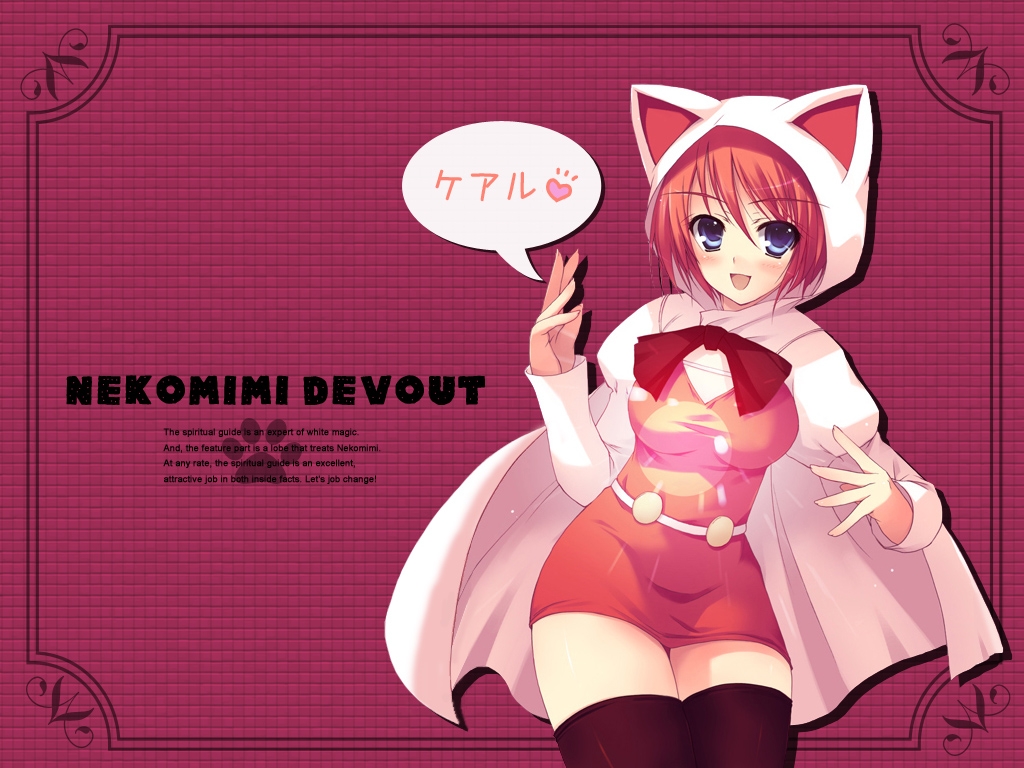 ケアル
NEKOMIMI DEVOUT
The spiritual guide is an expert of white magic.
And, the feature part is a lobe that treats Nekomimi.
At any rate, the spiritual guide is an excellent,
attractive job in both inside facts. Let's job change!